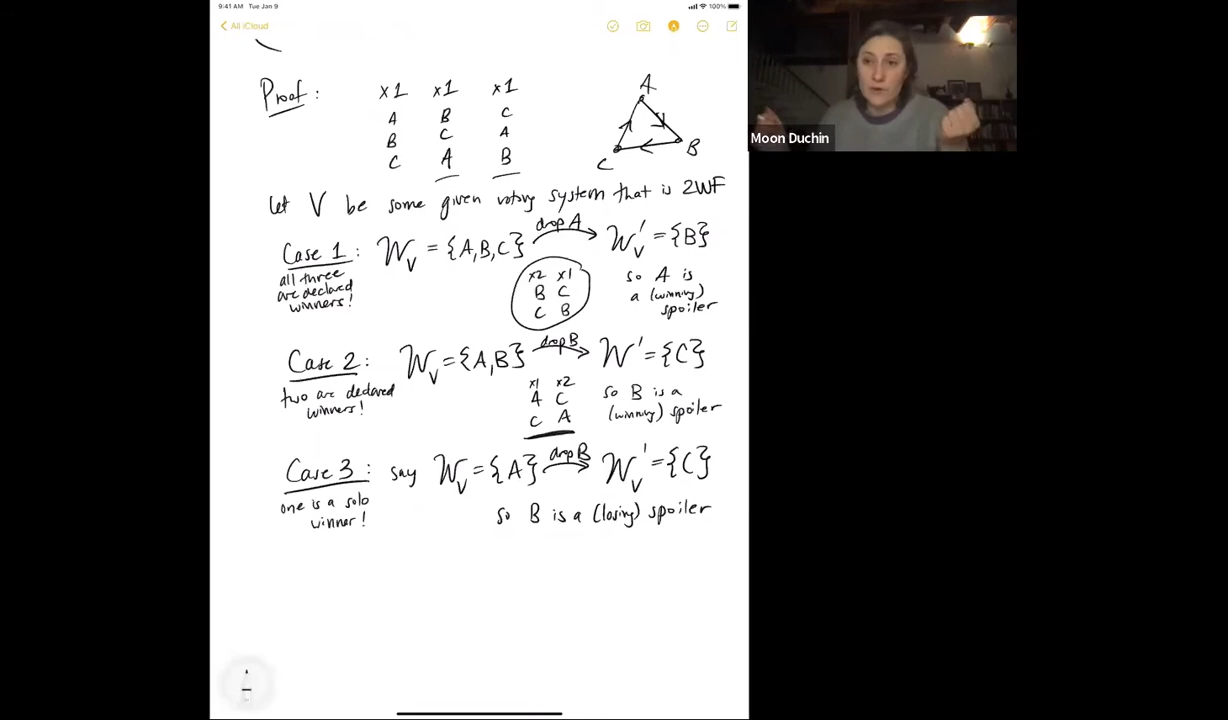 9:41 AM Tue Jan 9
100%
All iCloud
Moon Duchin
Proof:
x1 x1 x1
A B C
B C A
C A B
A
B
C
Let V be some given voting system that is 2WF
Case 1: W_V = {A,B,C} drop A W_V' = {B}
all three
are declared
winners!
x2 x1
B C
C B
so A is
a (winning)
spoiler
Case 2: W_V = {A,B} drop B W' = {C}
two are declared
winners!
x1 x2
A C
C A
so B is a
(winning) spoiler
Case 3: say W_V = {A} drop B W_V' = {C}
one is a solo
winner!
so B is a (losing) spoiler